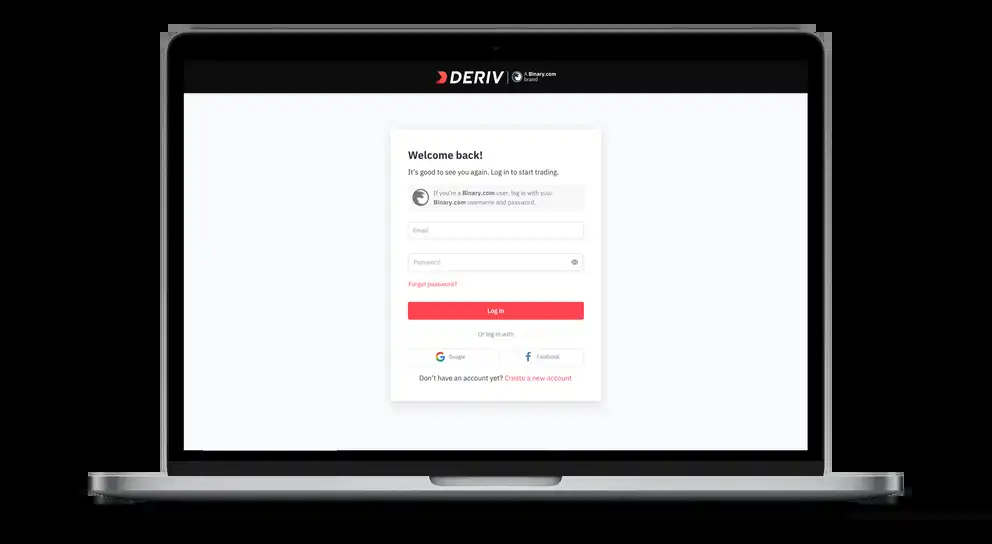 DERIV | A Binary.com
brand
Welcome back!
It's good to see you again. Log in to start trading.
If you're a Binary.com user, log in with your
Binary.com username and password.
Email
Password
Forgot password?
Log in
Or log in with
Google Facebook
Don't have an account yet? Create a new account